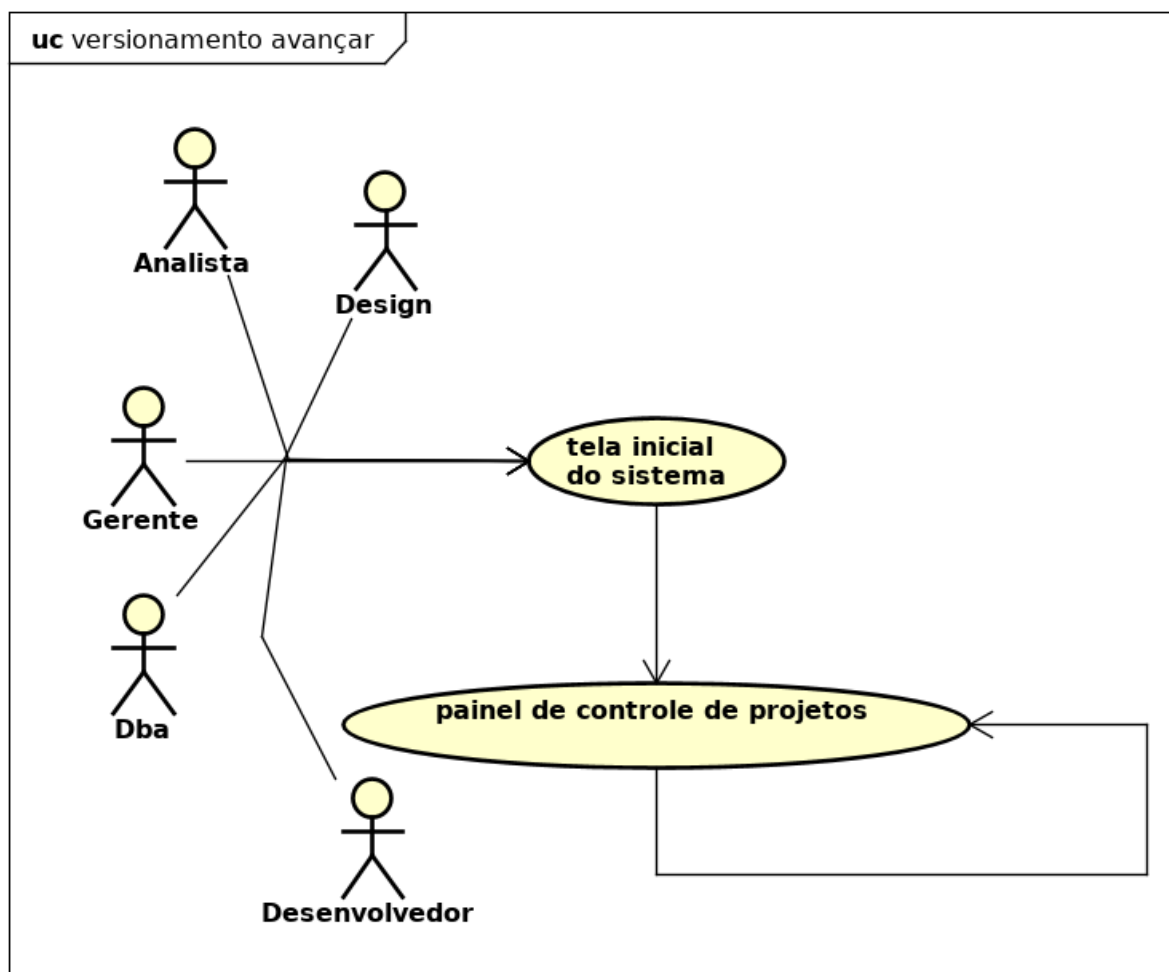 uc versionamento avançar
Analista
Design
Gerente
tela inicial
do sistema
Dba
painel de controle de projetos
Desenvolvedor